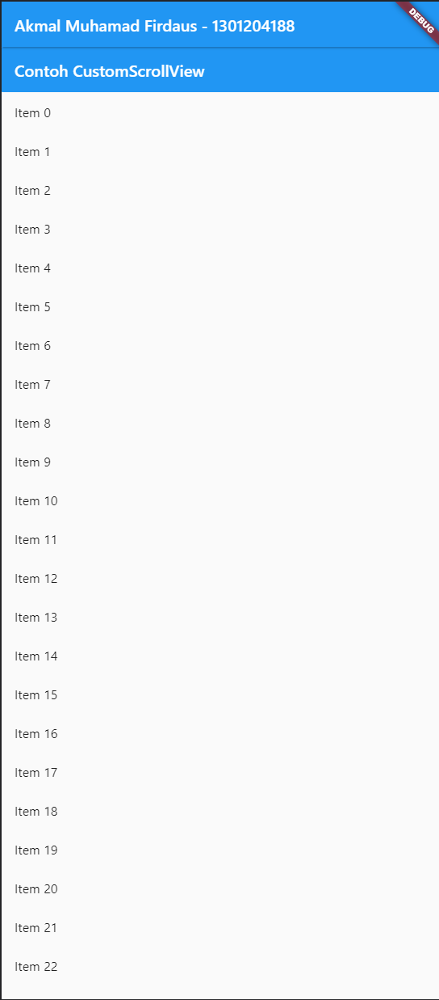 Akmal Muhamad Firdaus - 1301204188
DEBUG
Contoh CustomScrollView
Item 0
Item 1
Item 2
Item 3
Item 4
Item 5
Item 6
Item 7
Item 8
Item 9
Item 10
Item 11
Item 12
Item 13
Item 14
Item 15
Item 16
Item 17
Item 18
Item 19
Item 20
Item 21
Item 22